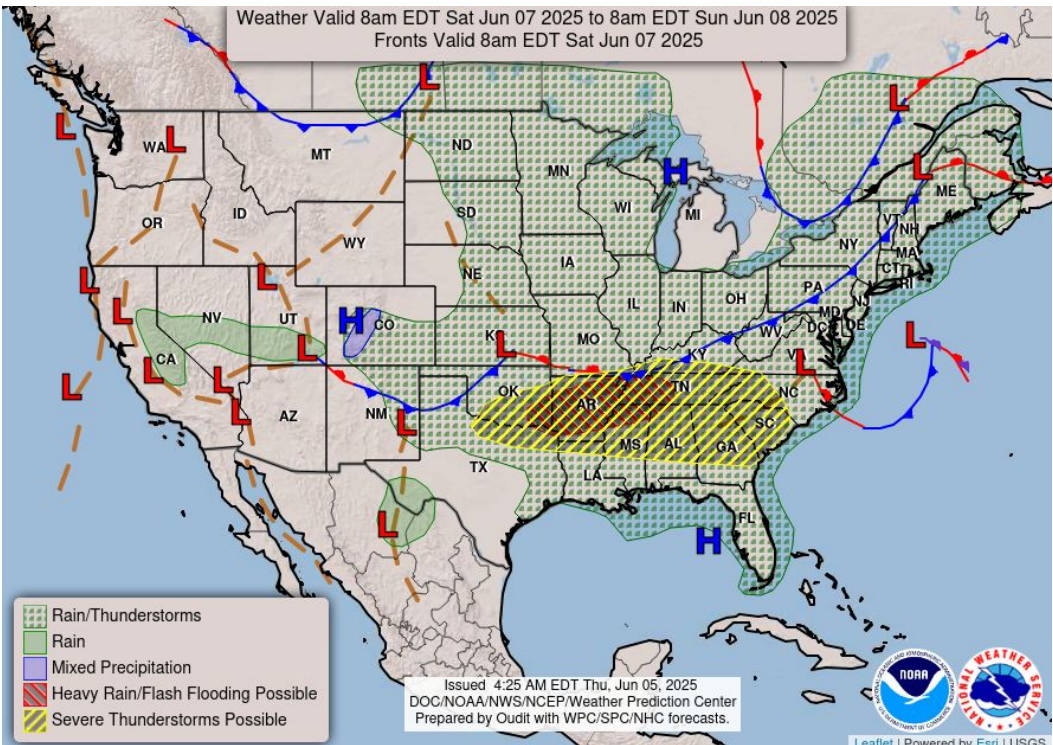 Weather Valid 8am EDT Sat Jun 07 2025 to 8am EDT Sun Jun 08 2025
Fronts Valid 8am EDT Sat Jun 07 2025
L
L
L
L
WA
L
MT
ND
MN
H
L
ME
OR
ID
SD
WI
MI
VT
NH
NY
MA
CT
RI
WY
NE
IA
PA
NJ
L
L
L
IL
IN
OH
MD
DE
DC
NV
UT
H
CO
KS
L
MO
WV
L
CA
L
L
KY
VA
L
L
L
AZ
NM
L
OK
AR
TN
NC
L
MS
AL
GA
SC
TX
LA
L
FL
H
Rain/Thunderstorms
Rain
Mixed Precipitation
Heavy Rain/Flash Flooding Possible
Severe Thunderstorms Possible
Issued 4:25 AM EDT Thu, Jun 05, 2025
DOC/NOAA/NWS/NCEP/Weather Prediction Center
Prepared by Oudit with WPC/SPC/NHC forecasts.
NOAA
NATIONAL WEATHER SERVICE
Leaflet | Powered by Esri | USGS